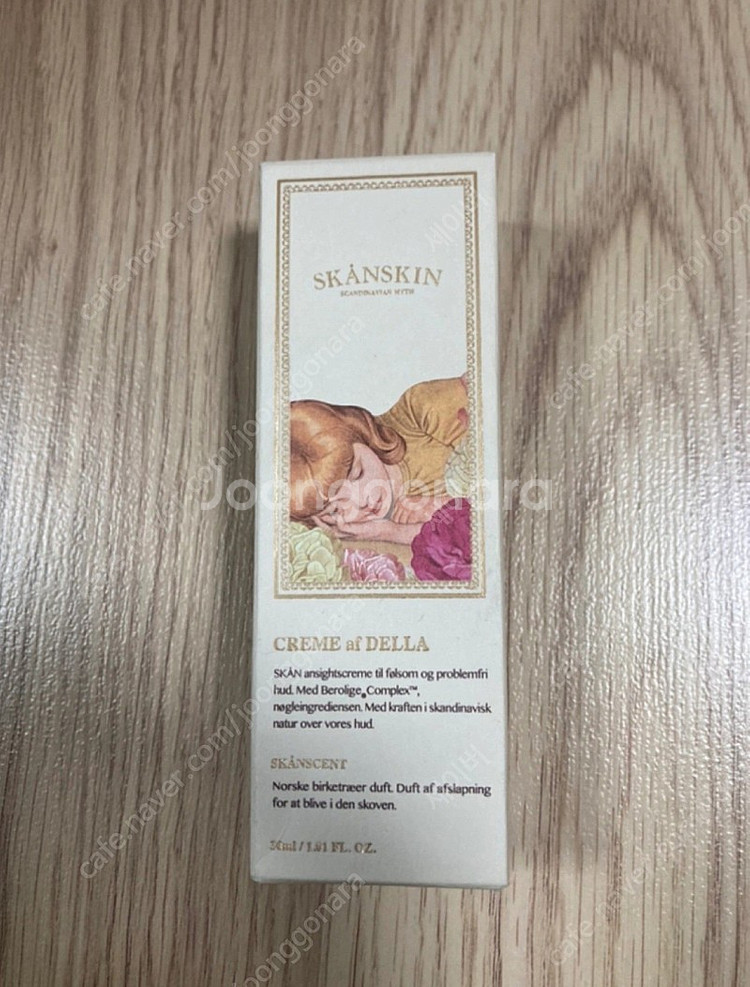 SKÅNSKIN
SCANDINAVIAN MYTH
Joonggonara
CREME af DELLA
SKÅN ansigtscreme til følsom og problemfri
hud. Med Berolige Complex™,
nøgleingrediensen. Med kraften i skandinavisk
natur over vores hud.
SKÅNSCENT
Norske birketræer duft. Duft af afslapning
for at blive i den skoven.
/ 1.01 FL. OZ.
cafe.naver.com/joonggonara